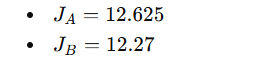 • J_A = 12.625
• J_B = 12.27